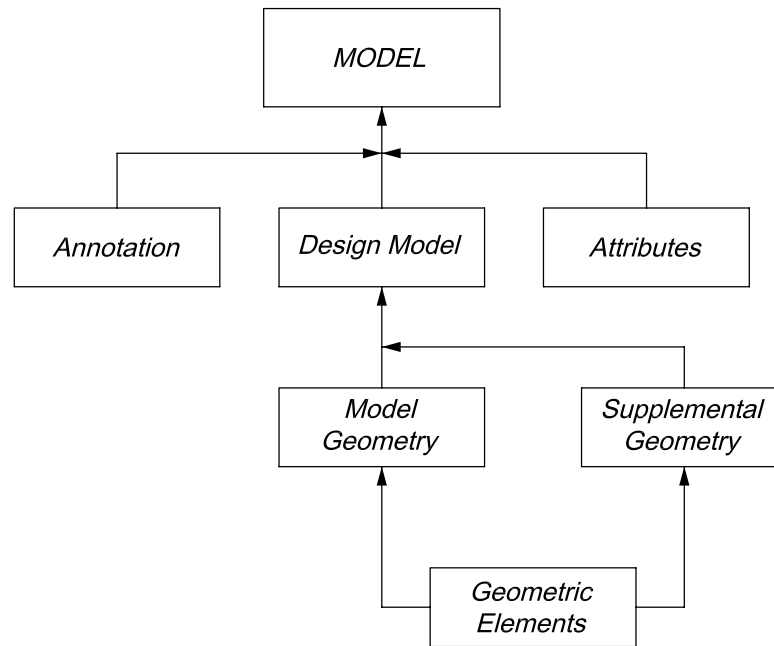 MODEL
Annotation
Design Model
Attributes
Model
Geometry
Supplemental
Geometry
Geometric
Elements